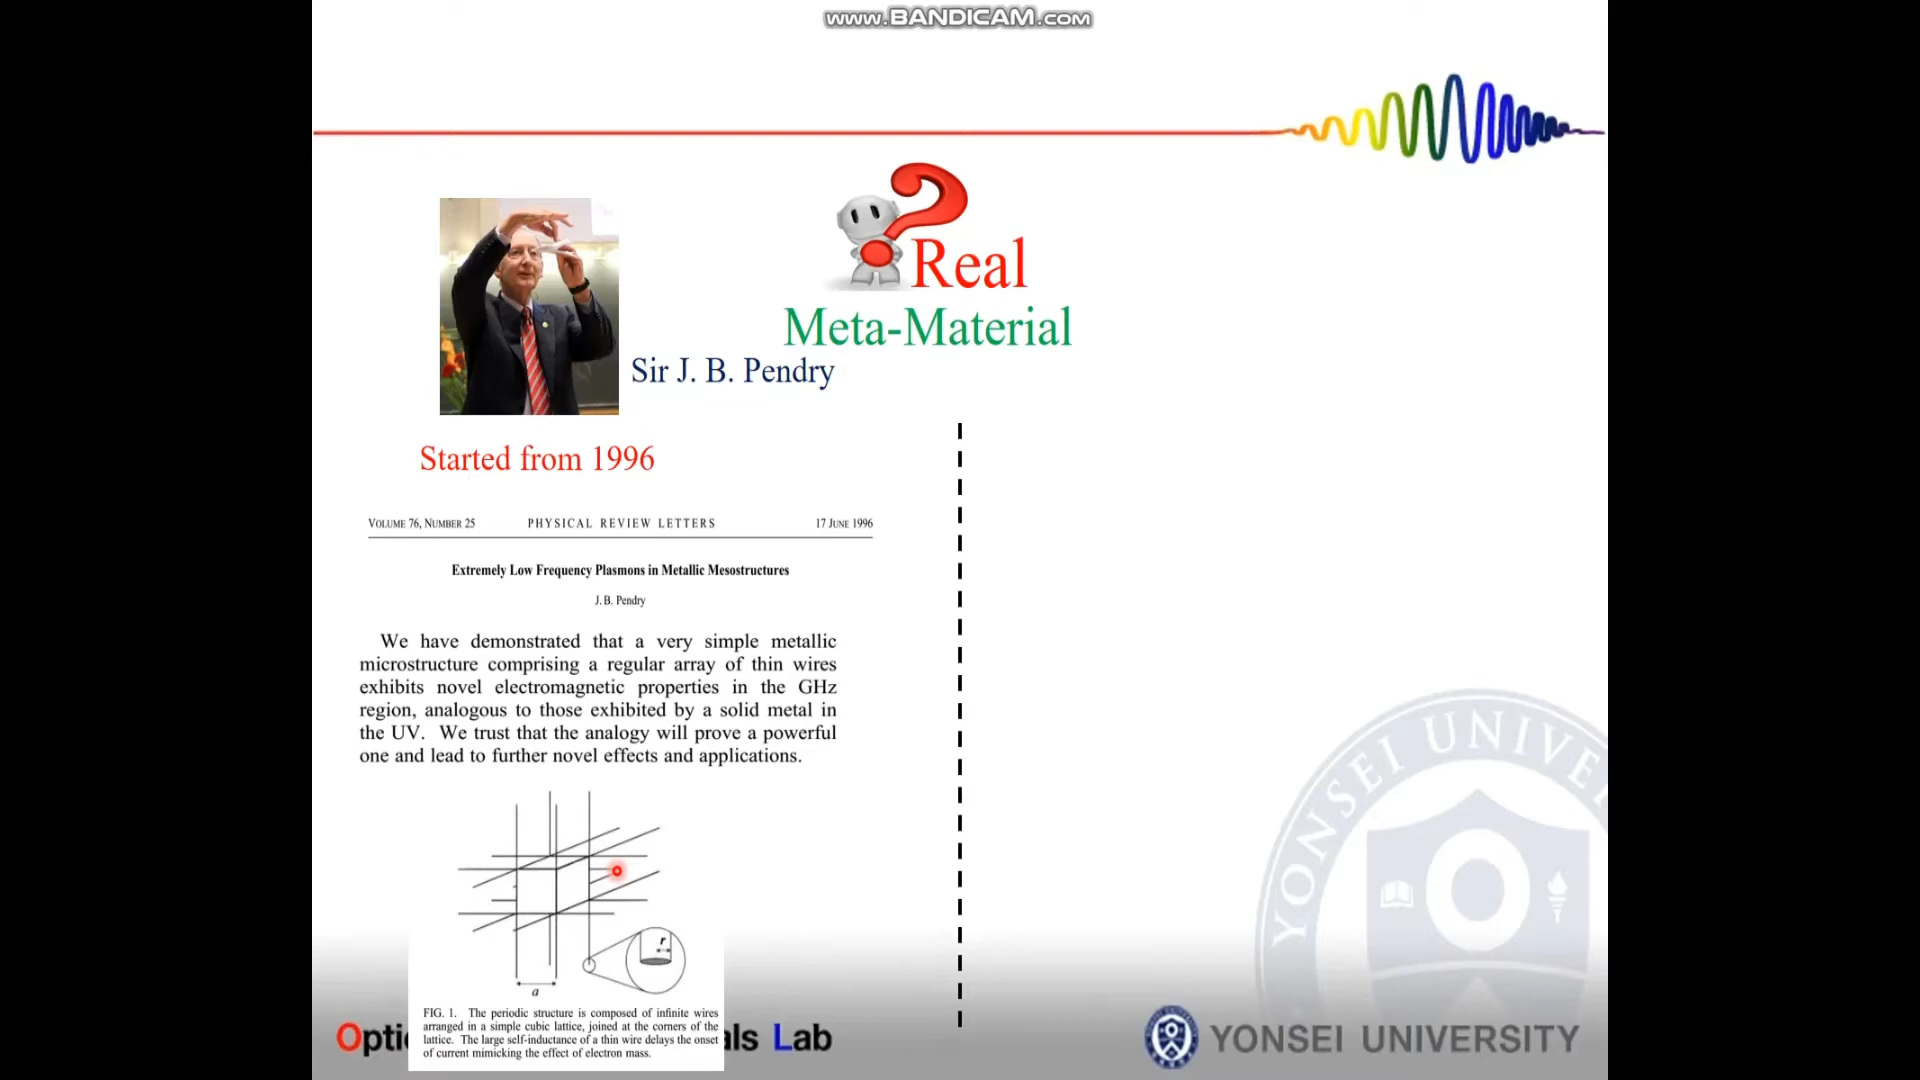 www.BANDICAM.com
Real
Meta-Material
Sir J. B. Pendry
Started from 1996
VOLUME 76, NUMBER 25 PHYSICAL REVIEW LETTERS 17 JUNE 1996
Extremely Low Frequency Plasmons in Metallic Mesostructures
J. B. Pendry
We have demonstrated that a very simple metallic
microstructure comprising a regular array of thin wires
exhibits novel electromagnetic properties in the GHz
region, analogous to those exhibited by a solid metal in
the UV. We trust that the analogy will prove a powerful
one and lead to further novel effects and applications.
r
a
FIG. 1. The periodic structure is composed of infinite wires
arranged in a simple cubic lattice, joined at the corners of the
lattice. The large self-inductance of a thin wire delays the onset
of current mimicking the effect of electron mass.
Lab
YONSEI
YONSEI UNIVERSITY